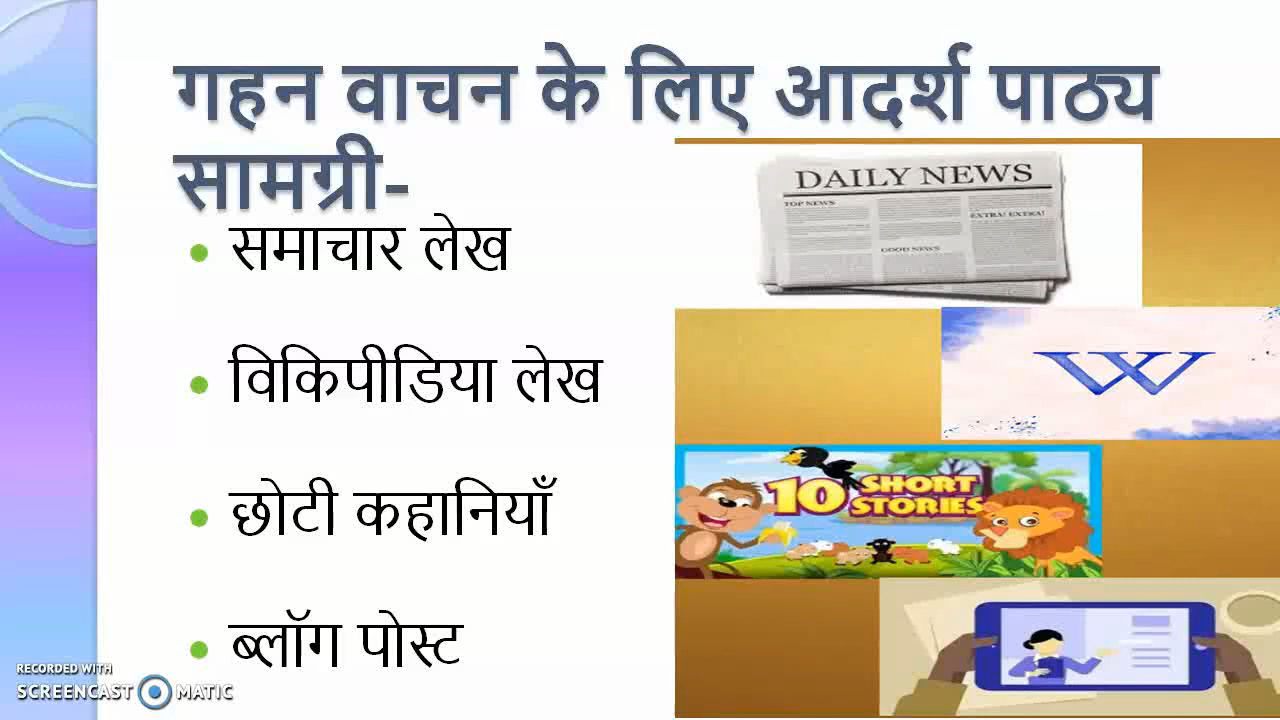 गहन वाचन के लिए आदर्श पाठ्य
सामग्री-
समाचार लेख
विकिपीडिया लेख
छोटी कहानियाँ
ब्लॉग पोस्ट
DAILY NEWS
TOP NEWS
EXTRA! EXTRA!
GOOD NEWS
W
10 SHORT
STORIES
RECORDED WITH
SCREENCAST MATIC